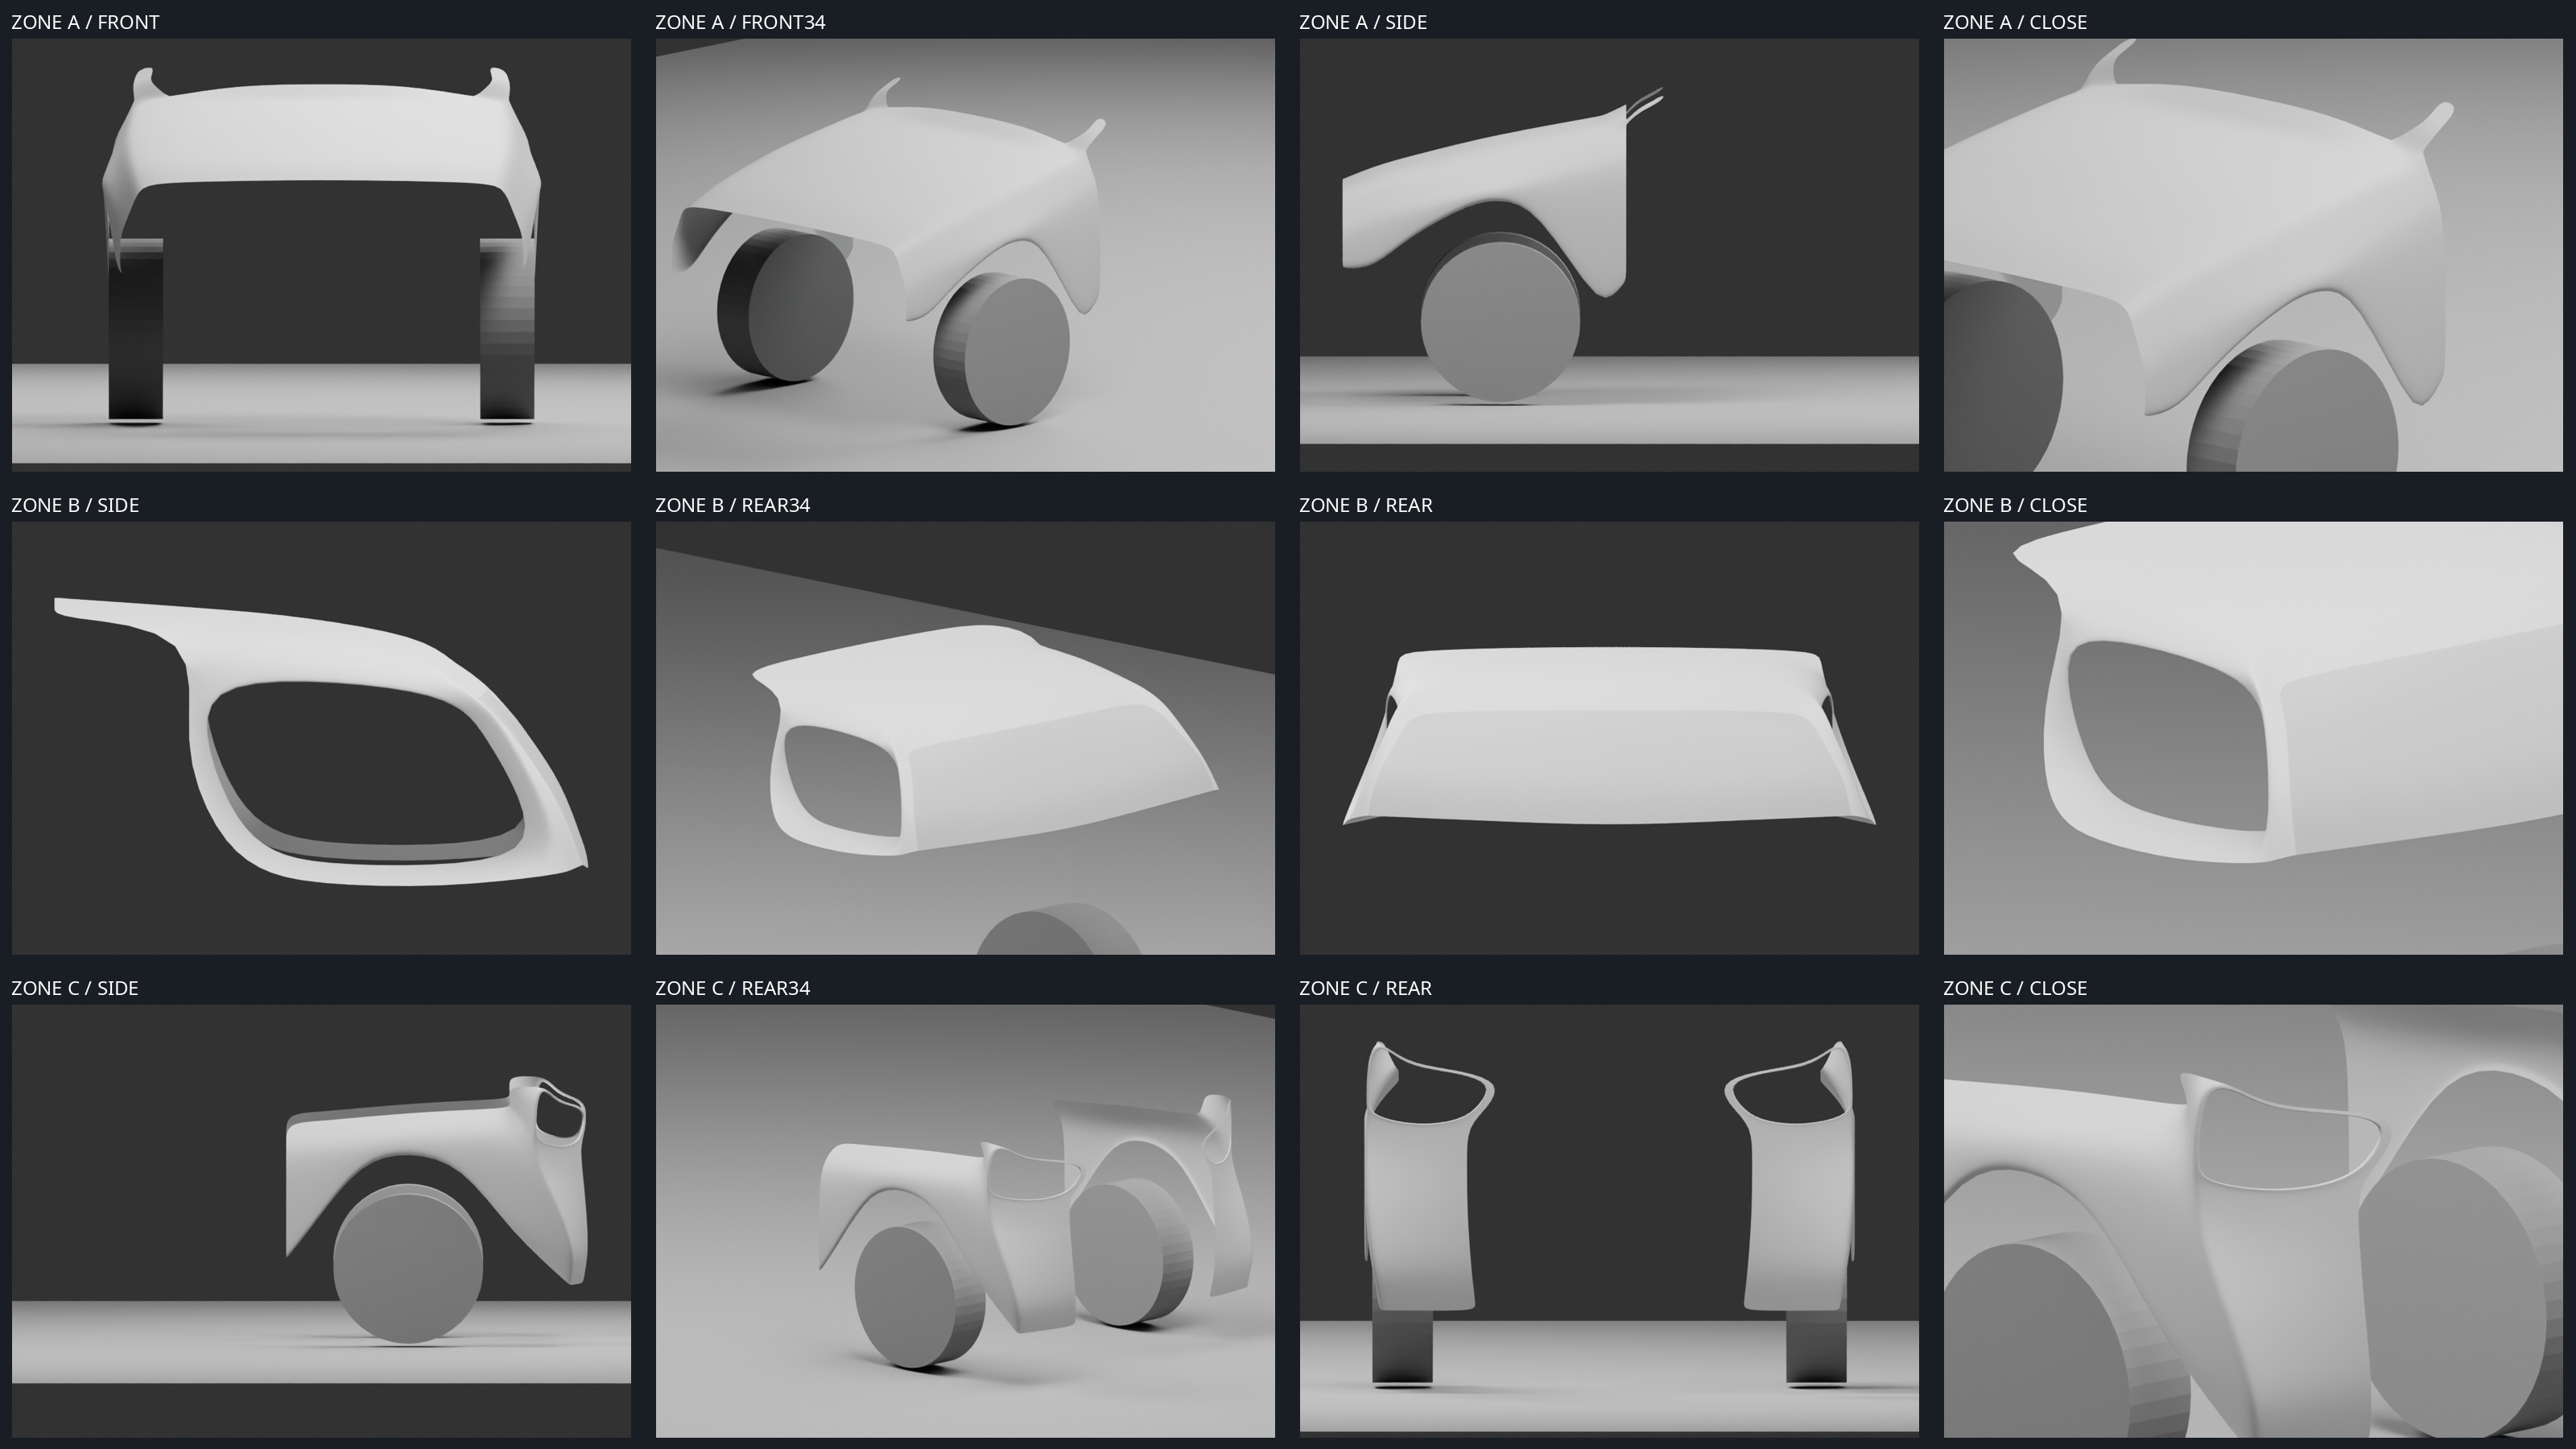 ZONE A / FRONT
ZONE A / FRONT34
ZONE A / SIDE
ZONE A / CLOSE
ZONE B / SIDE
ZONE B / REAR34
ZONE B / REAR
ZONE B / CLOSE
ZONE C / SIDE
ZONE C / REAR34
ZONE C / REAR
ZONE C / CLOSE